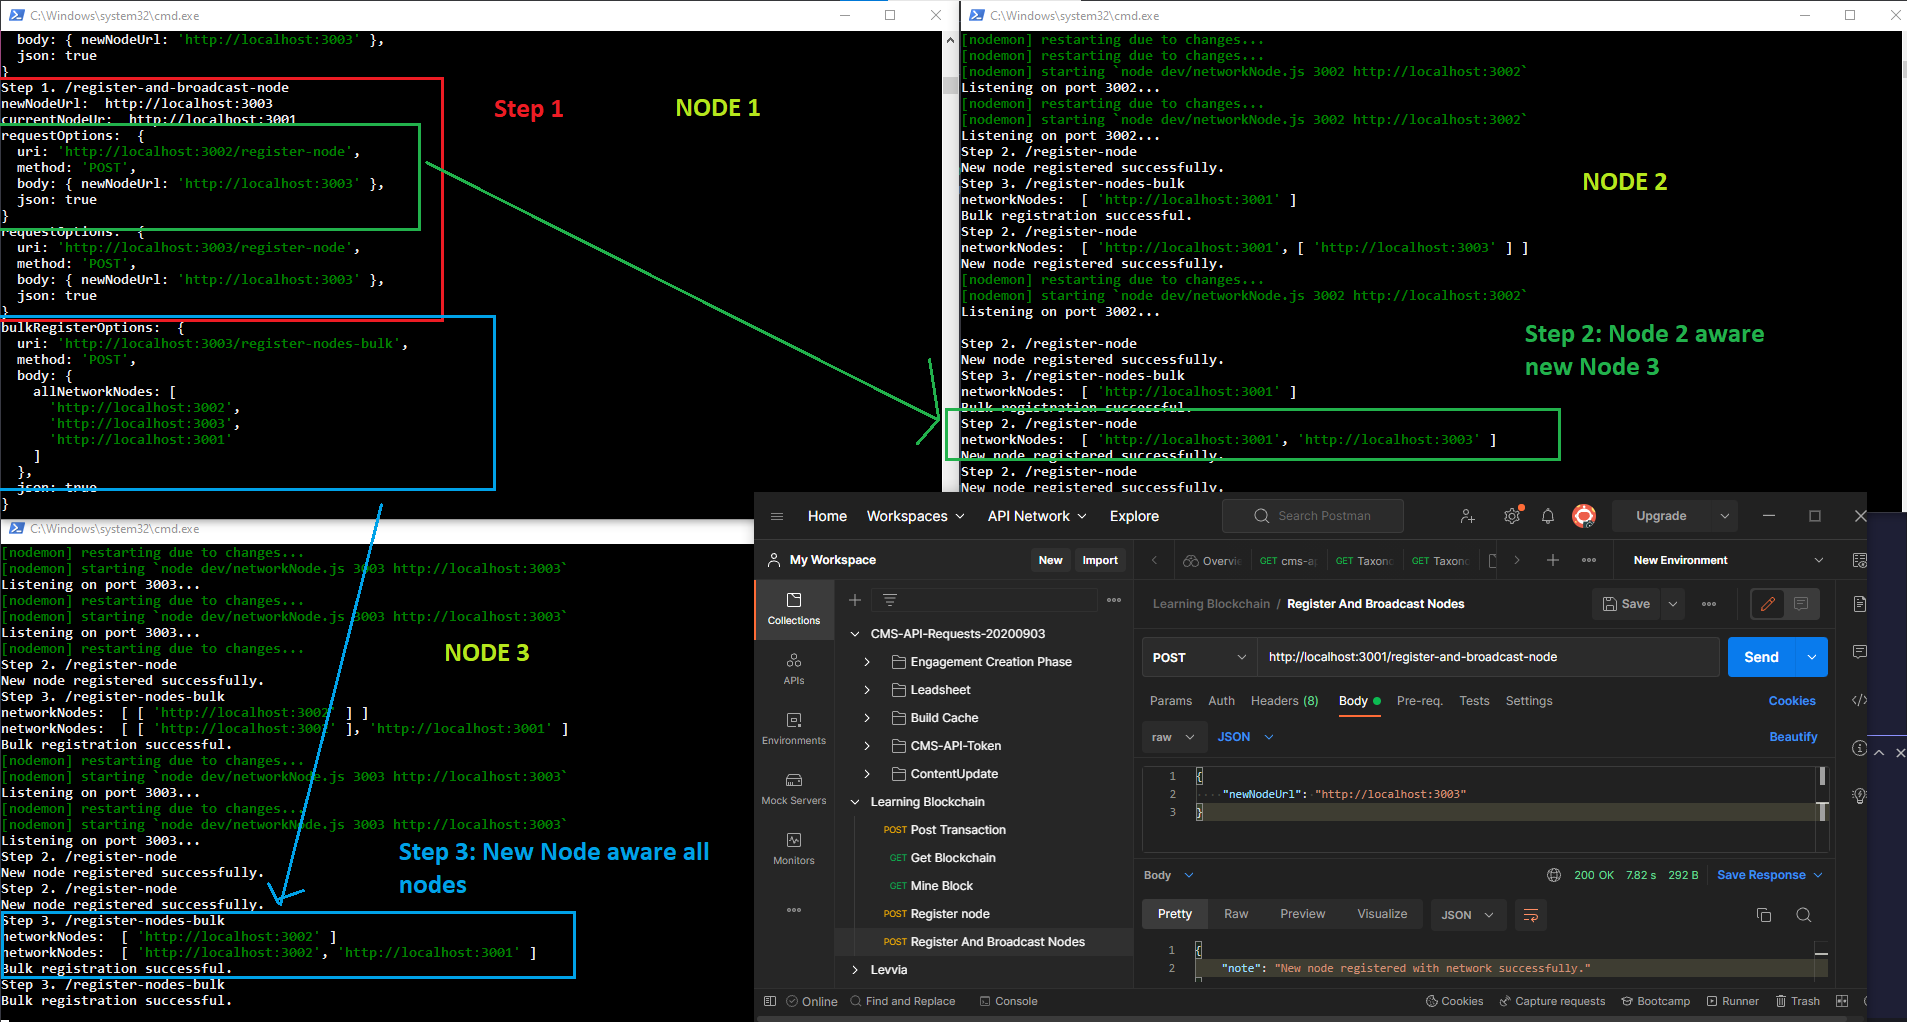 C:\Windows\system32\cmd.exe
body: { newNodeUrl: 'http://localhost:3003' },
json: true
}
Step 1. /register-and-broadcast-node
newNodeUrl:  http://localhost:3003
currentNodeUr:  http://localhost:3001
requestOptions:  {
uri: 'http://localhost:3002/register-node',
method: 'POST',
body: { newNodeUrl: 'http://localhost:3003' },
json: true
}
requestOptions:  {
uri: 'http://localhost:3003/register-node',
method: 'POST',
body: { newNodeUrl: 'http://localhost:3003' },
json: true
}
bulkRegisterOptions:  {
uri: 'http://localhost:3003/register-nodes-bulk',
method: 'POST',
body: {
allNetworkNodes: [
'http://localhost:3002',
'http://localhost:3003',
'http://localhost:3001'
]
},
json: true
}
Step 1
NODE 1
C:\Windows\system32\cmd.exe
[nodemon] restarting due to changes...
[nodemon] restarting due to changes...
[nodemon] starting `node dev/networkNode.js 3002 http://localhost:3002`
Listening on port 3002...
[nodemon] restarting due to changes...
[nodemon] starting `node dev/networkNode.js 3002 http://localhost:3002`
Listening on port 3002...
Step 2. /register-node
New node registered successfully.
Step 3. /register-nodes-bulk
networkNodes:  [ 'http://localhost:3001' ]
Bulk registration successful.
Step 2. /register-node
networkNodes:  [ 'http://localhost:3001', [ 'http://localhost:3003' ] ]
New node registered successfully.
[nodemon] restarting due to changes...
[nodemon] starting `node dev/networkNode.js 3002 http://localhost:3002`
Listening on port 3002...
Step 2. /register-node
New node registered successfully.
Step 3. /register-nodes-bulk
networkNodes:  [ 'http://localhost:3001' ]
Bulk registration successful.
Step 2. /register-node
networkNodes:  [ 'http://localhost:3001', 'http://localhost:3003' ]
New node registered successfully.
Step 2. /register-node
New node registered successfully.
NODE 2
Step 2: Node 2 aware
new Node 3
C:\Windows\system32\cmd.exe
[nodemon] restarting due to changes...
[nodemon] starting `node dev/networkNode.js 3003 http://localhost:3003`
Listening on port 3003...
[nodemon] restarting due to changes...
[nodemon] starting `node dev/networkNode.js 3003 http://localhost:3003`
Listening on port 3003...
[nodemon] restarting due to changes...
Step 2. /register-node
New node registered successfully.
Step 3. /register-nodes-bulk
networkNodes:  [ [ 'http://localhost:3002' ] ]
networkNodes:  [ [ 'http://localhost:3002' ], 'http://localhost:3001' ]
Bulk registration successful.
[nodemon] restarting due to changes...
[nodemon] starting `node dev/networkNode.js 3003 http://localhost:3003`
Listening on port 3003...
[nodemon] restarting due to changes...
[nodemon] starting `node dev/networkNode.js 3003 http://localhost:3003`
Listening on port 3003...
Step 2. /register-node
New node registered successfully.
Step 2. /register-node
New node registered successfully.
Step 3. /register-nodes-bulk
networkNodes:  [ 'http://localhost:3002' ]
networkNodes:  [ 'http://localhost:3002', 'http://localhost:3001' ]
Bulk registration successful.
Step 3. /register-nodes-bulk
Bulk registration successful.
NODE 3
Step 3: New Node aware all
nodes
Home Workspaces API Network Explore Search Postman Upgrade
My Workspace New Import
Overvi GET cms-a GET Taxono GET Taxono New Environment
Collections
APIs
Environments
Mock Servers
Monitors
CMS-API-Requests-20200903
Engagement Creation Phase
Leadsheet
Build Cache
CMS-API-Token
ContentUpdate
Learning Blockchain
POST Post Transaction
GET Get Blockchain
GET Mine Block
POST Register node
POST Register And Broadcast Nodes
Levvia
Learning Blockchain / Register And Broadcast Nodes Save
POST http://localhost:3001/register-and-broadcast-node Send
Params Auth Headers (8) Body Pre-req. Tests Settings Cookies
raw JSON Beautify
1 {
2 "newNodeUrl": "http://localhost:3003"
3 }
Body 200 OK 7.82 s 292 B Save Response
Pretty Raw Preview Visualize JSON
1 {
2 "note": "New node registered with network successfully."
Online Find and Replace Console Cookies Capture requests Bootcamp Runner Trash